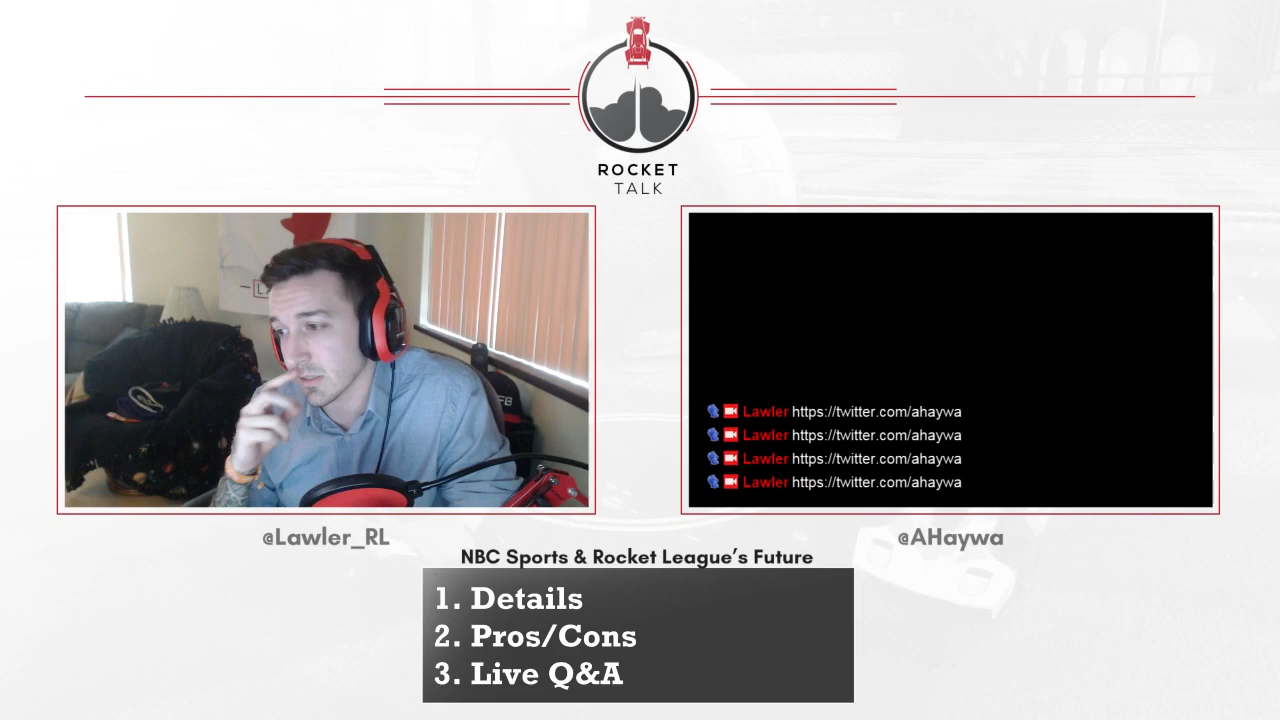 ROCKET
TALK
Lawler https://twitter.com/ahaywa
Lawler https://twitter.com/ahaywa
Lawler https://twitter.com/ahaywa
Lawler https://twitter.com/ahaywa
@Lawler_RL
@AHaywa
NBC Sports & Rocket League’s Future
1. Details
2. Pros/Cons
3. Live Q&A